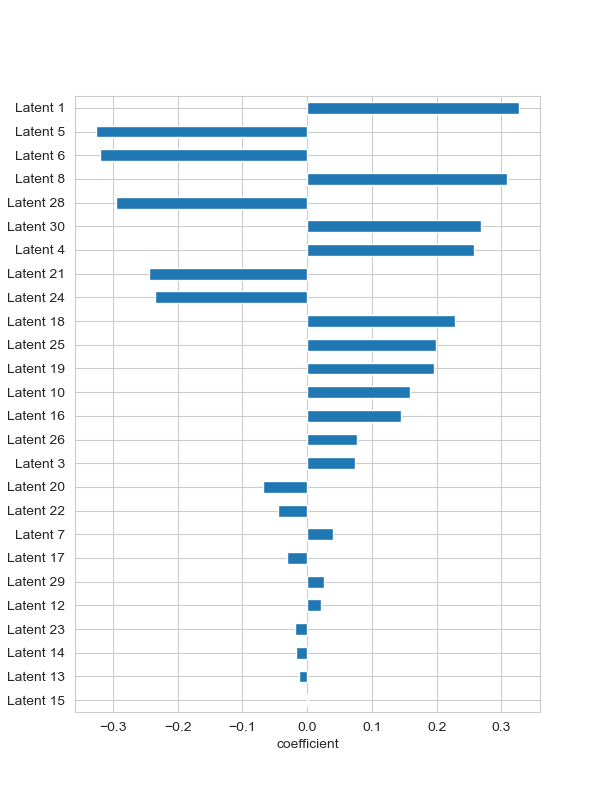 Latent 1
Latent 5
Latent 6
Latent 8
Latent 28
Latent 30
Latent 4
Latent 21
Latent 24
Latent 18
Latent 25
Latent 19
Latent 10
Latent 16
Latent 26
Latent 3
Latent 20
Latent 22
Latent 7
Latent 17
Latent 29
Latent 12
Latent 23
Latent 14
Latent 13
Latent 15
−0.3 −0.2 −0.1 0.0 0.1 0.2 0.3
coefficient